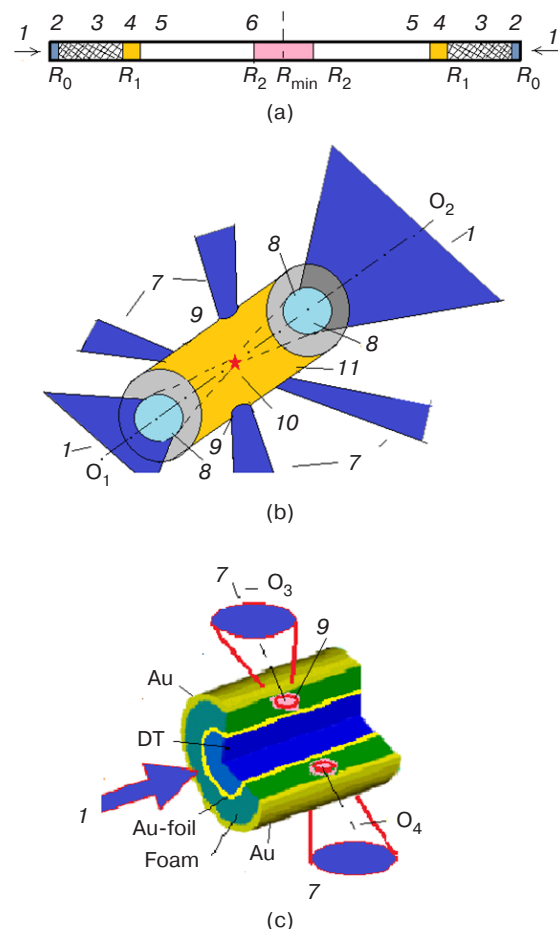 1 2 3 4 5 6 5 4 3 2 1
R0 R1 R2 Rmin R2 R1 R0
(a)
O2
8 1
7
9
8
11
10
1 9 7
O1 8
(b)
7 O3
9
Au
DT
1
Au-foil O4
Foam Au
7
(c)